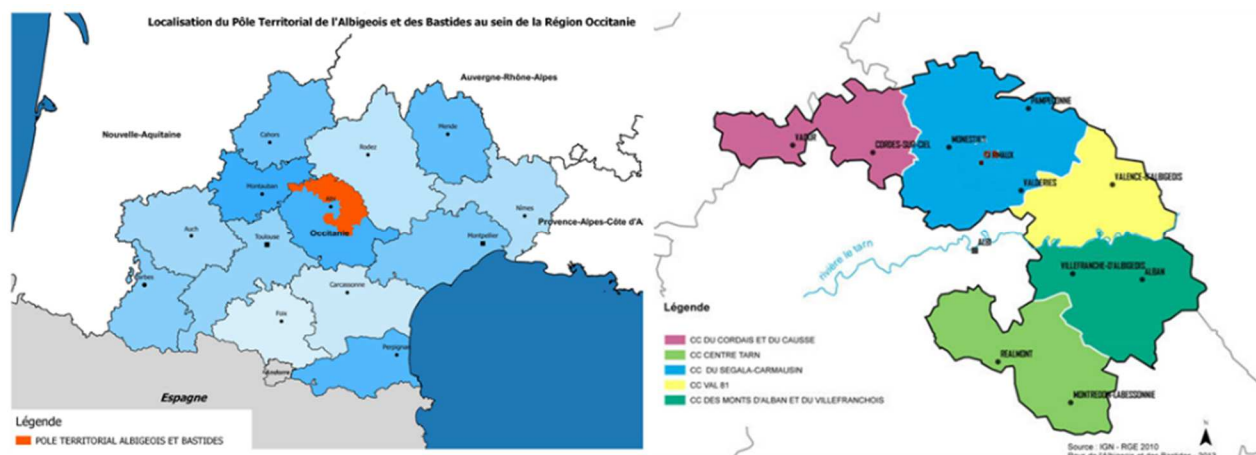 Localisation du Pôle Territorial de l'Albigeois et des Bastides au sein de la Région Occitanie
Auvergne-Rhône-Alpes
Nouvelle-Aquitaine
Cahors
Mende
Rodez
Montauban
Albi
Nîmes
Provence-Alpes-Côte d'A
Occitanie
Auch
Toulouse
Montpellier
Tarbes
Carcassonne
Foix
Perpignan
Andorre
Espagne
Légende
POLE TERRITORIAL ALBIGEOIS ET BASTIDES
PAMPELONNE
VAOUR
CORDES-SUR-CIEL
VALDERIES
VALENCE-D'ALBIGEOIS
rivière le tarn
ALBI
VILLEFRANCHE-D'ALBIGEOIS
ALBAN
Légende
CC DU CORDAIS ET DU CAUSSE
CC CENTRE TARN
CC DU SEGALA-CARMAUSIN
CC VAL 81
CC DES MONTS D'ALBAN ET DU VILLEFRANCHOIS
REALMONT
MONTREDON-LABESSONNIE
Source : IGN - RGE 2010